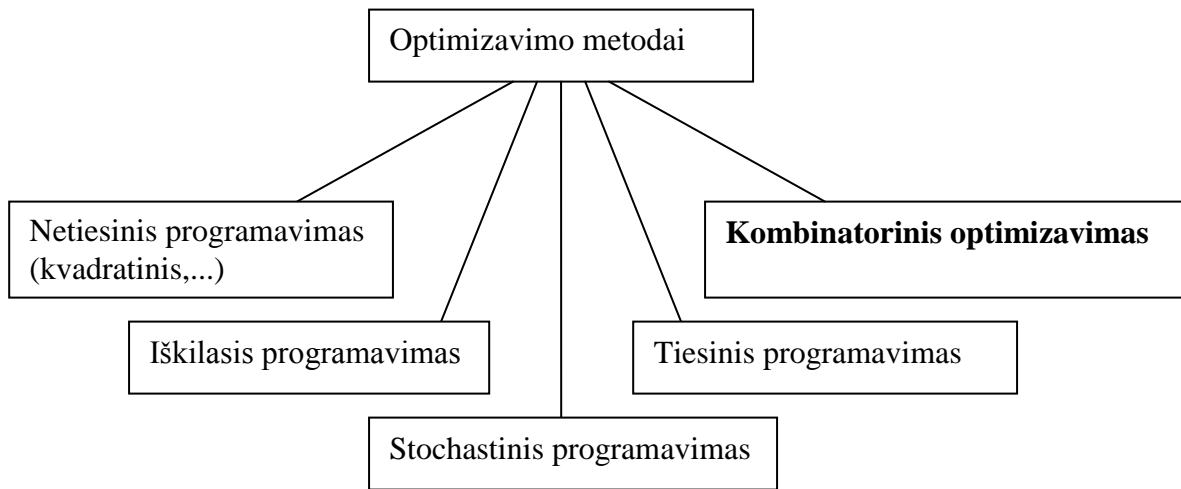 Optimizavimo metodai
Netiesinis programavimas
(kvadratinis,...)
Kombinatorinis optimizavimas
Iškilasis programavimas
Tiesinis programavimas
Stochastinis programavimas